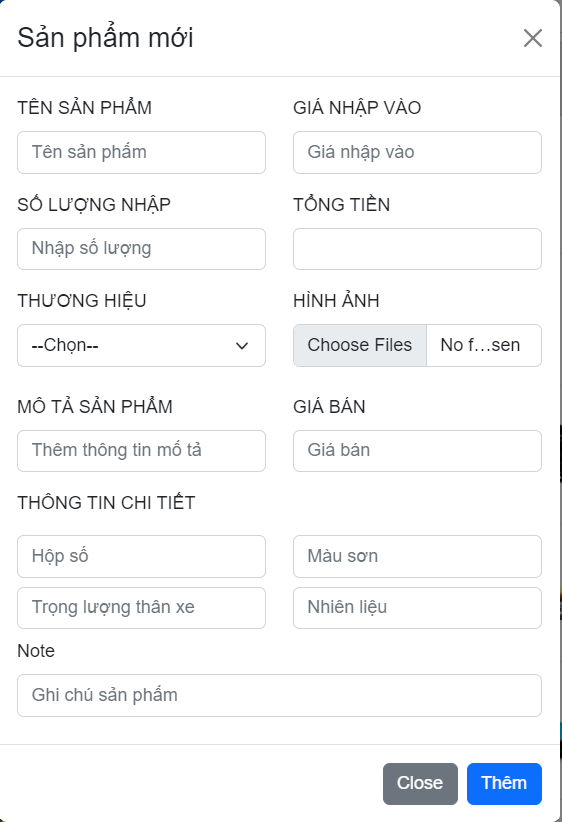 Sản phẩm mới
TÊN SẢN PHẨM
GIÁ NHẬP VÀO
Tên sản phấm
Giá nhập vào
SỐ LƯỢNG NHẬP
TỔNG TIỀN
Nhập số lượng
THƯƠNG HIỆU
HÌNH ẢNH
--Chọn--
Choose Files
No f…sen
MÔ TẢ SẢN PHẨM
GIÁ BÁN
Thêm thông tin mố tả
Giá bán
THÔNG TIN CHI TIẾT
Hộp số
Màu sơn
Trọng lượng thân xe
Nhiên liệu
Note
Ghi chú sản phấm
Close
Thêm